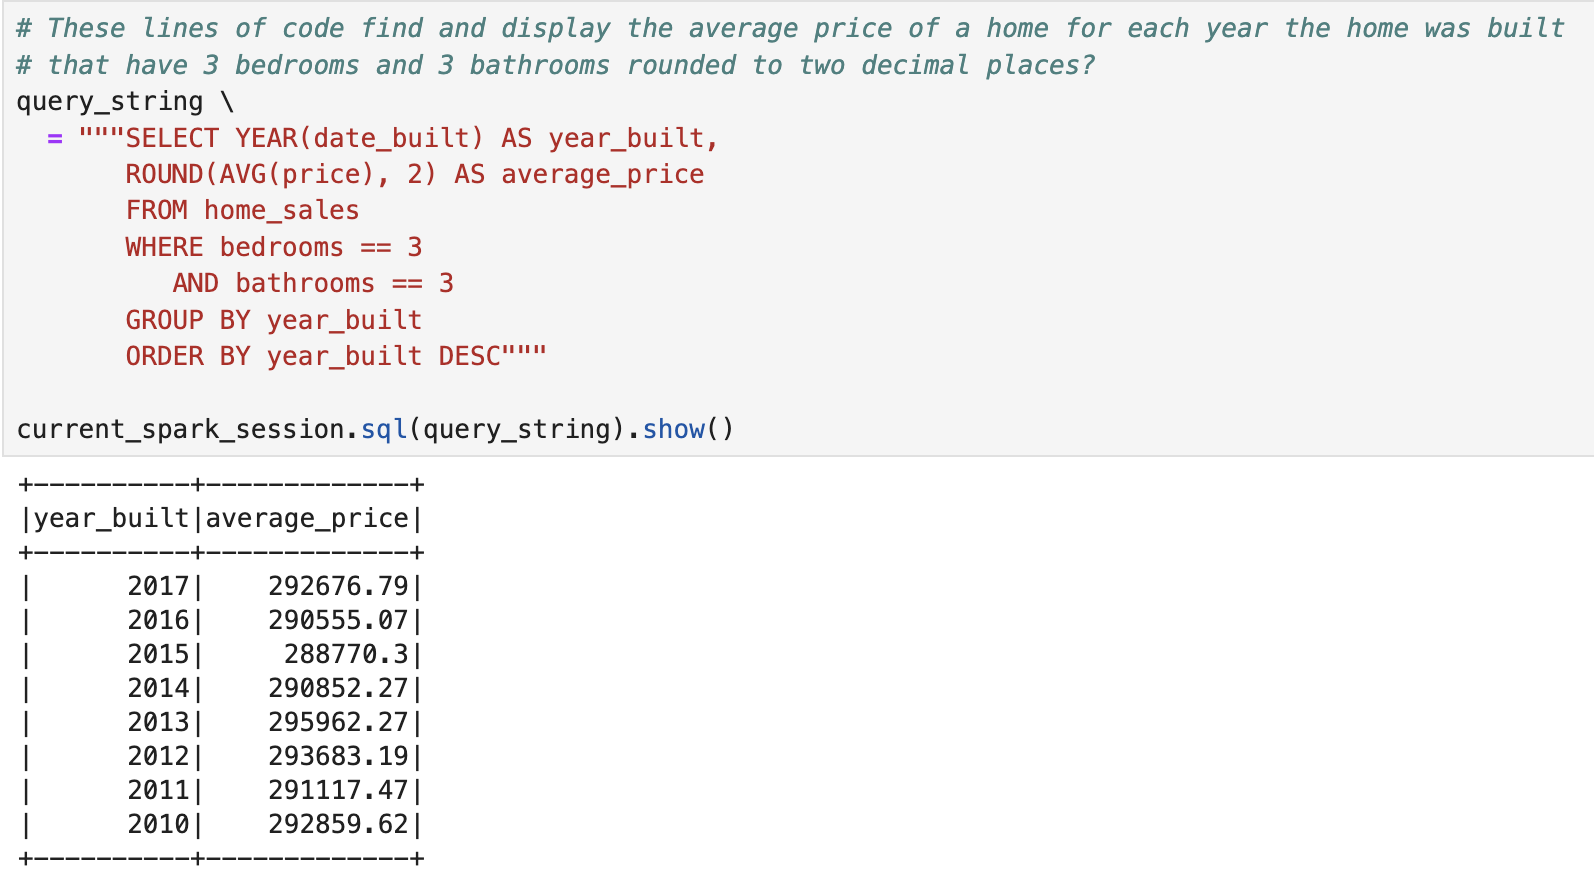 # These lines of code find and display the average price of a home for each year the home was built
# that have 3 bedrooms and 3 bathrooms rounded to two decimal places?
query_string \
  = """SELECT YEAR(date_built) AS year_built,
       ROUND(AVG(price), 2) AS average_price
       FROM home_sales
       WHERE bedrooms == 3
          AND bathrooms == 3
       GROUP BY year_built
       ORDER BY year_built DESC"""

current_spark_session.sql(query_string).show()
+----------+-------------+
|year_built|average_price|
+----------+-------------+
|      2017|    292676.79|
|      2016|    290555.07|
|      2015|     288770.3|
|      2014|    290852.27|
|      2013|    295962.27|
|      2012|    293683.19|
|      2011|    291117.47|
|      2010|    292859.62|
+----------+-------------+